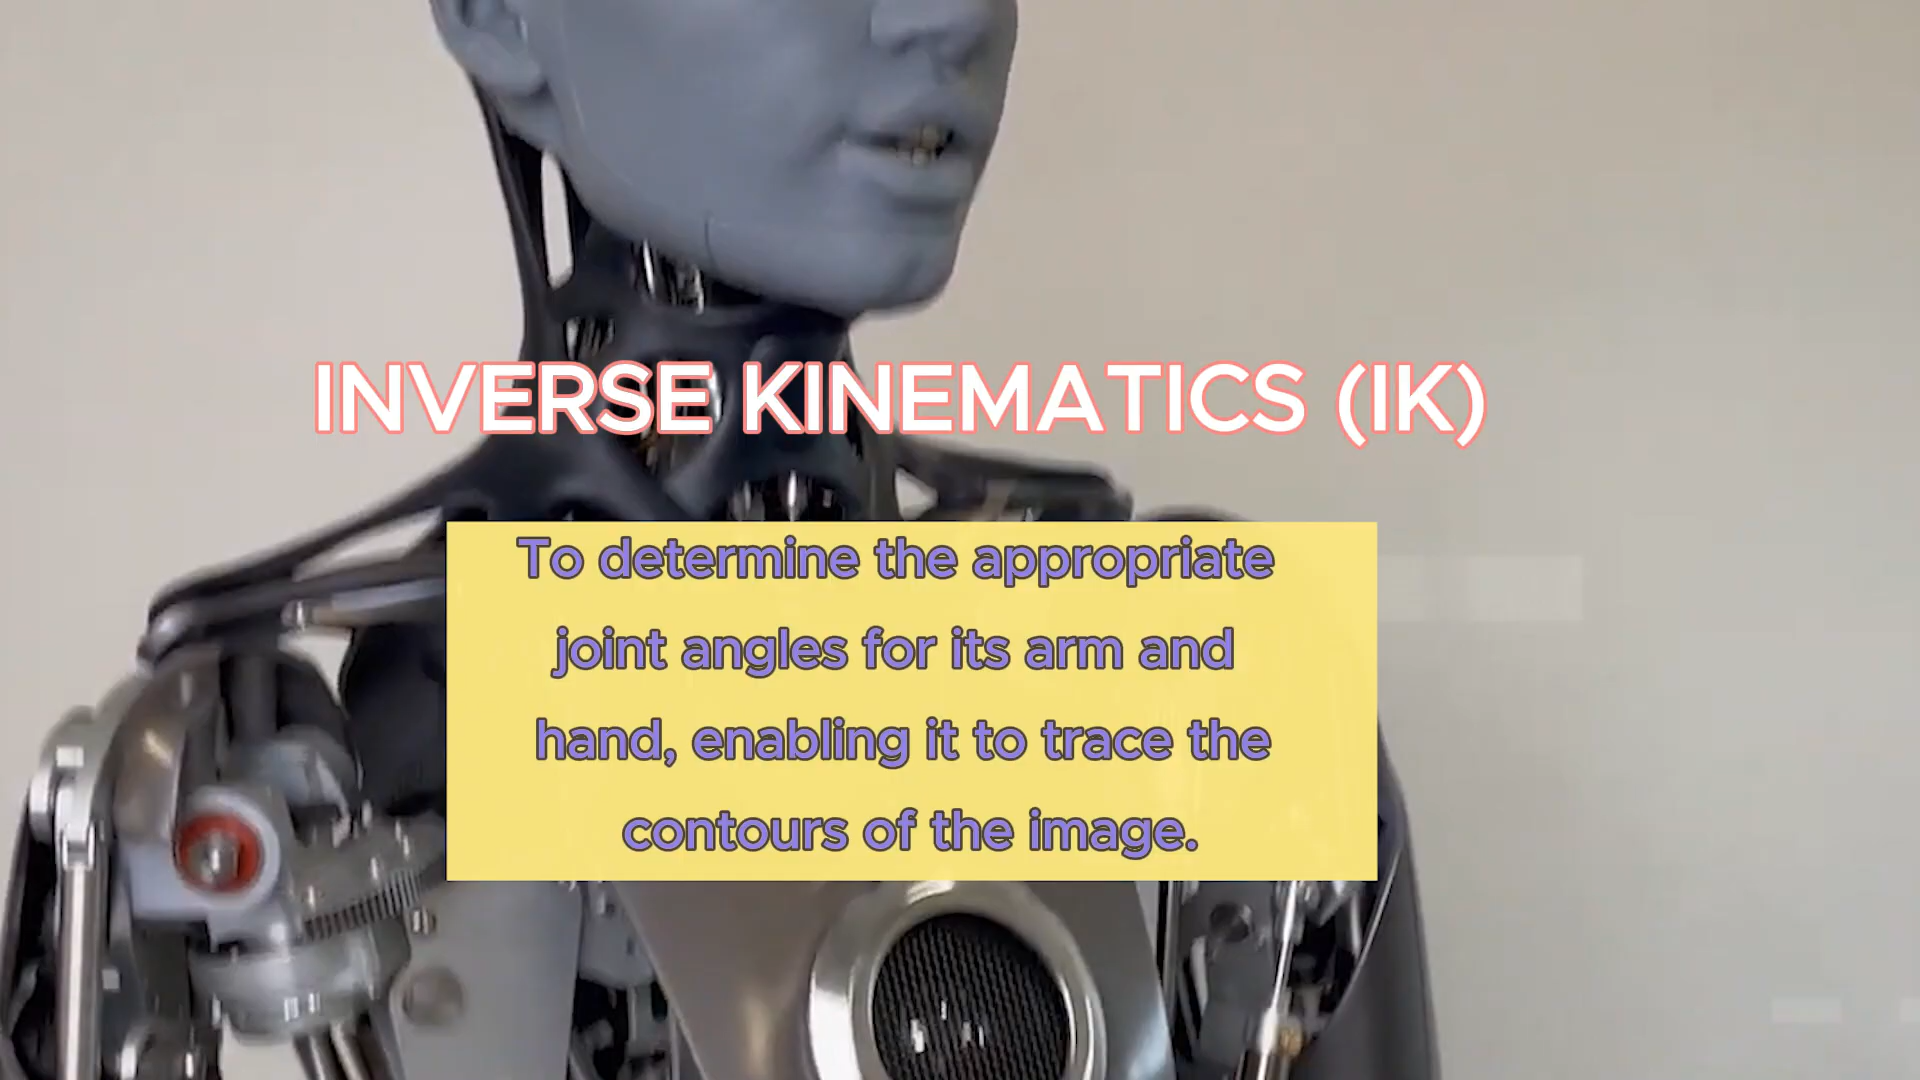 INVERSE KINEMATICS (IK)
To determine the appropriate
joint angles for its arm and
hand, enabling it to trace the
contours of the image.